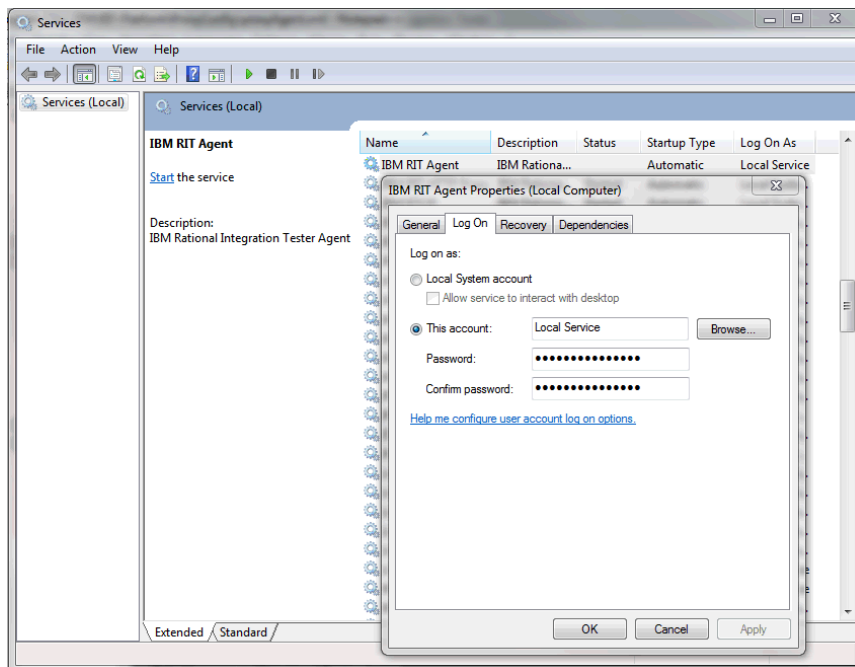 Services
File Action View Help
Services (Local)
Services (Local)
IBM RIT Agent
Start the service
Description:
IBM Rational Integration Tester Agent
Name Description Status Startup Type Log On As
IBM RIT Agent IBM Rationa... Automatic Local Service
IBM RIT Agent Properties (Local Computer)
General Log On Recovery Dependencies
Log on as:
Local System account
Allow service to interact with desktop
This account: Local Service Browse...
Password: •••••••••••••••
Confirm password: •••••••••••••••
Help me configure user account log on options.
OK Cancel Apply
Extended Standard